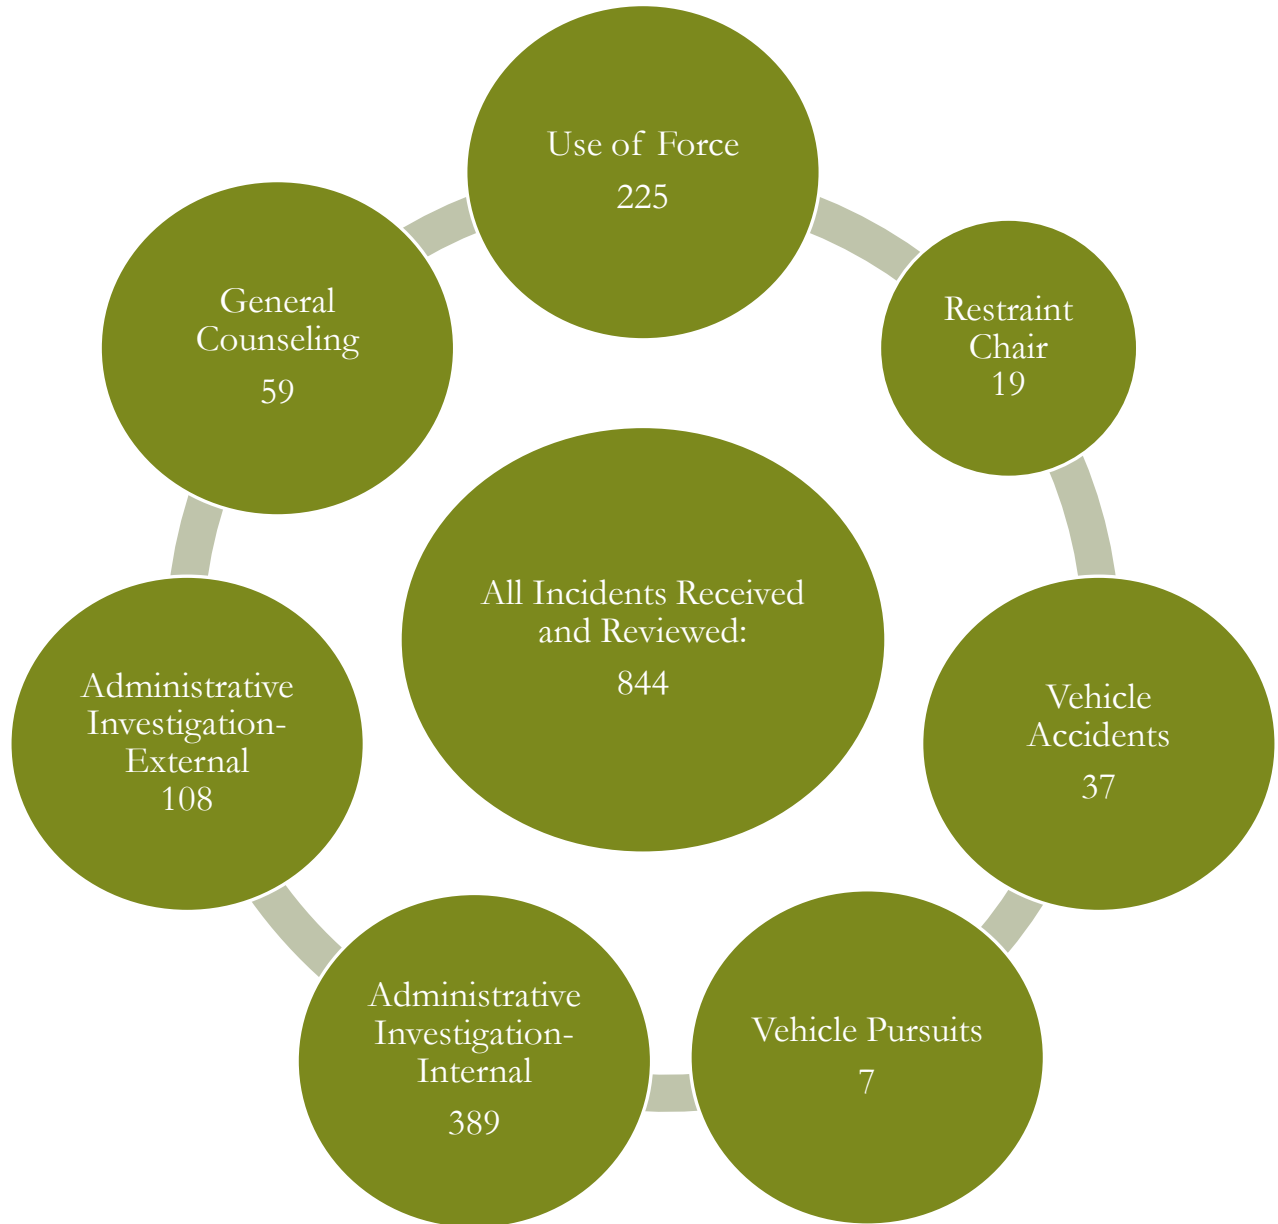 Use of Force
225
Restraint
Chair
19
Vehicle
Accidents
37
Vehicle Pursuits
7
Administrative
Investigation-
Internal
389
Administrative
Investigation-
External
108
General
Counseling
59
All Incidents Received
and Reviewed:
844